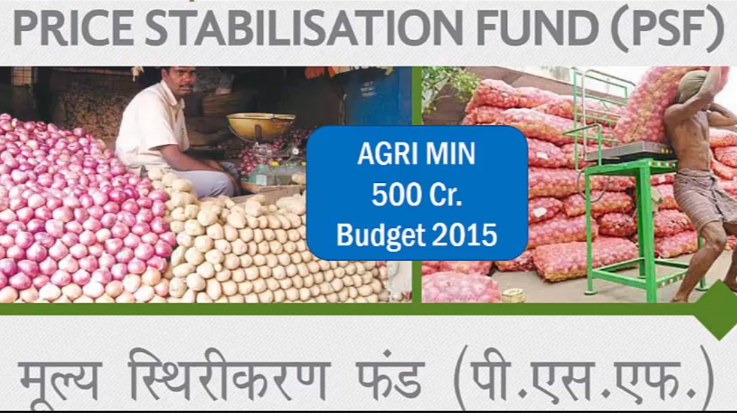 PRICE STABILISATION FUND (PSF)
AGRI MIN
500 Cr.
Budget 2015
मूल्य स्थिरीकरण फंड (पी.एस.एफ.)